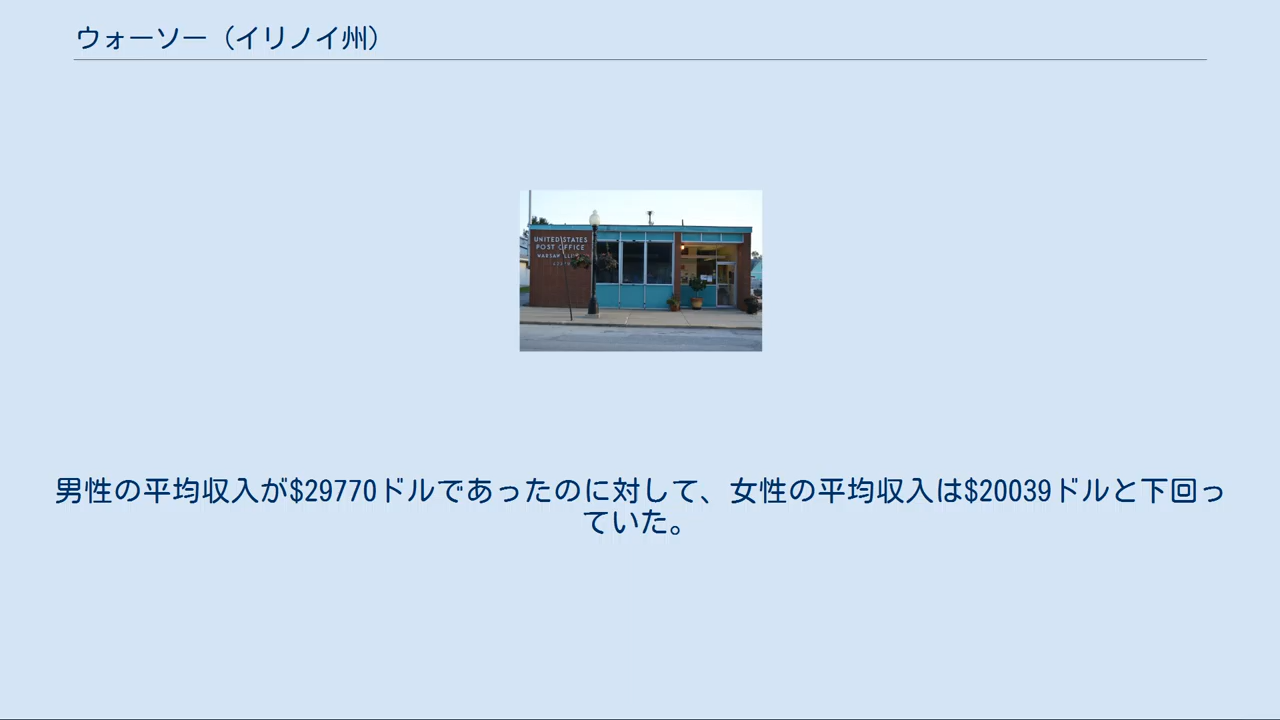 ウォーソー（イリノイ州）
UNITED STATES
POST OFFICE
WARSAW
男性の平均収入が$29770ドルであったのに対して、女性の平均収入は$20039ドルと下回っ
ていた。